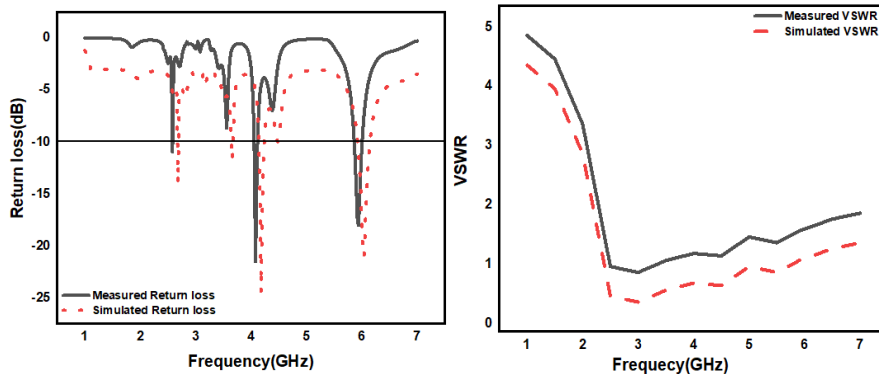 0
-5
-10
-15
-20
-25
Return loss(dB)
Measured Return loss
Simulated Return loss
1 2 3 4 5 6 7
Frequency(GHz)
5
4
3
2
1
0
VSWR
Measured VSWR
Simulated VSWR
1 2 3 4 5 6 7
Frequecy(GHz)